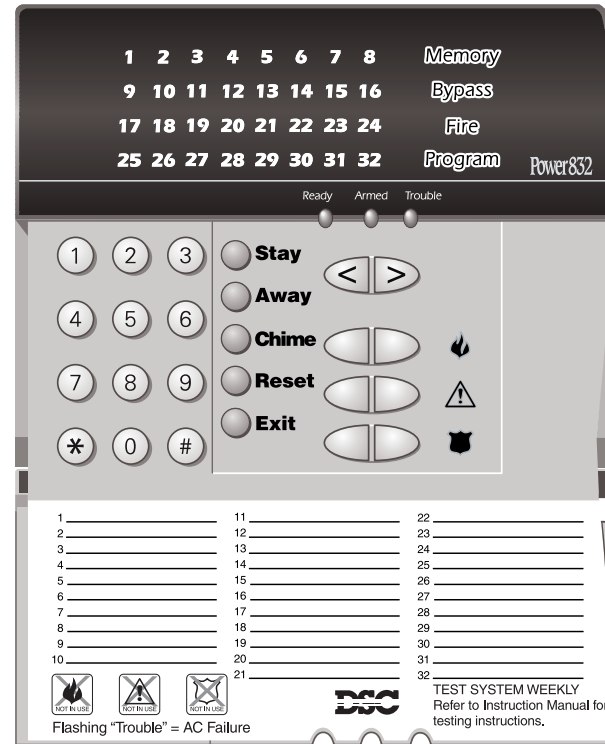 1 2 3 4 5 6 7 8 Memory
9 10 11 12 13 14 15 16 Bypass
17 18 19 20 21 22 23 24 Fire
25 26 27 28 29 30 31 32 Program
Power832
Ready Armed Trouble
1 2 3 Stay
< >
Away
4 5 6
Chime
7 8 9 Reset
Exit
* 0 #
1 11 22
2 12 23
3 13 24
4 14 25
5 15 26
6 16 27
7 17 28
8 18 29
9 19 30
10 20 31
21 32
NOT IN USE NOT IN USE NOT IN USE
DSC
TEST SYSTEM WEEKLY
Refer to Instruction Manual for
testing instructions.
Flashing “Trouble” = AC Failure